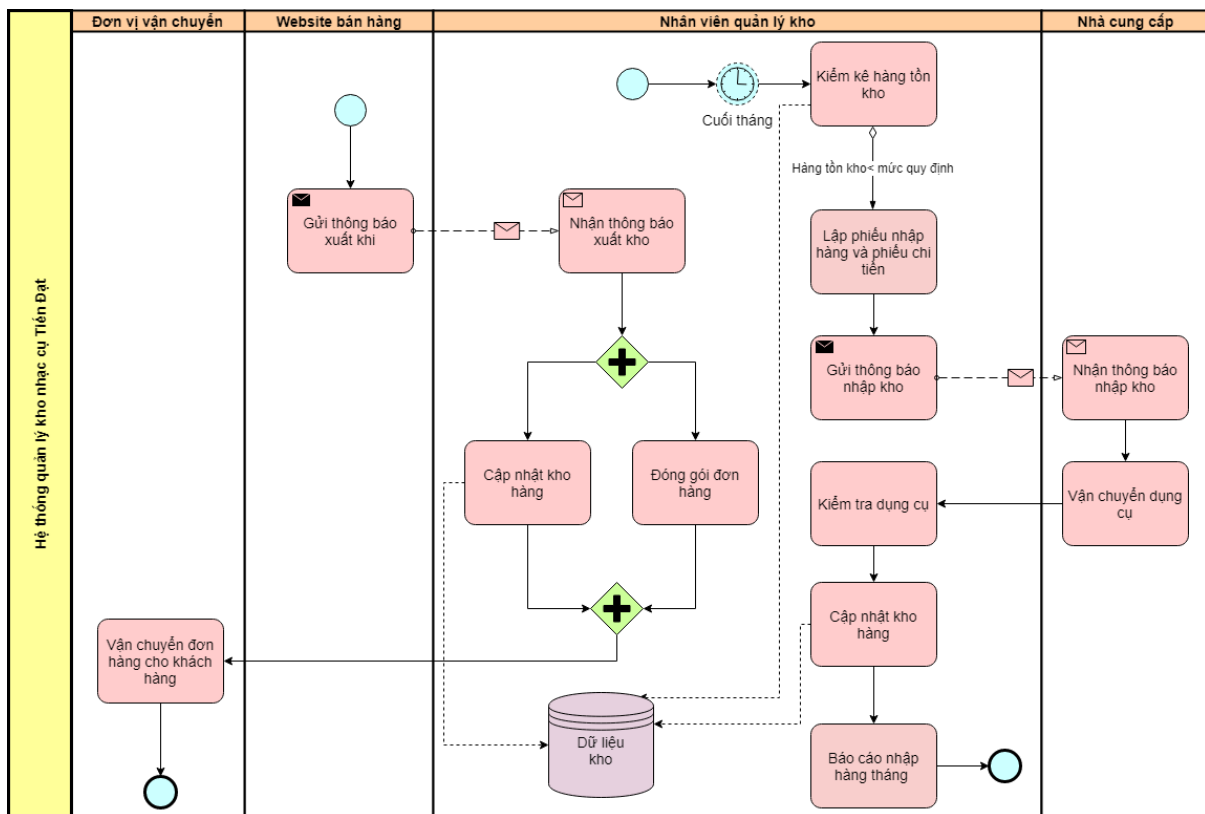 Hệ thống quản lý kho nhạc cụ Tiến Đạt
Đơn vị vận chuyển
Website bán hàng
Nhân viên quản lý kho
Nhà cung cấp
Kiểm kê hàng tồn
kho
Cuối tháng
Hàng tồn kho< mức quy định
Gửi thông báo
xuất khi
Nhận thông báo
xuất kho
Lập phiếu nhập
hàng và phiếu chi
tiền
Gửi thông báo
nhập kho
Nhận thông báo
nhập kho
Cập nhật kho
hàng
Đóng gói đơn
hàng
Kiểm tra dụng cụ
Vận chuyển dụng
cụ
Vận chuyển đơn
hàng cho khách
hàng
Cập nhật kho
hàng
Dữ liệu
kho
Báo cáo nhập
hàng tháng